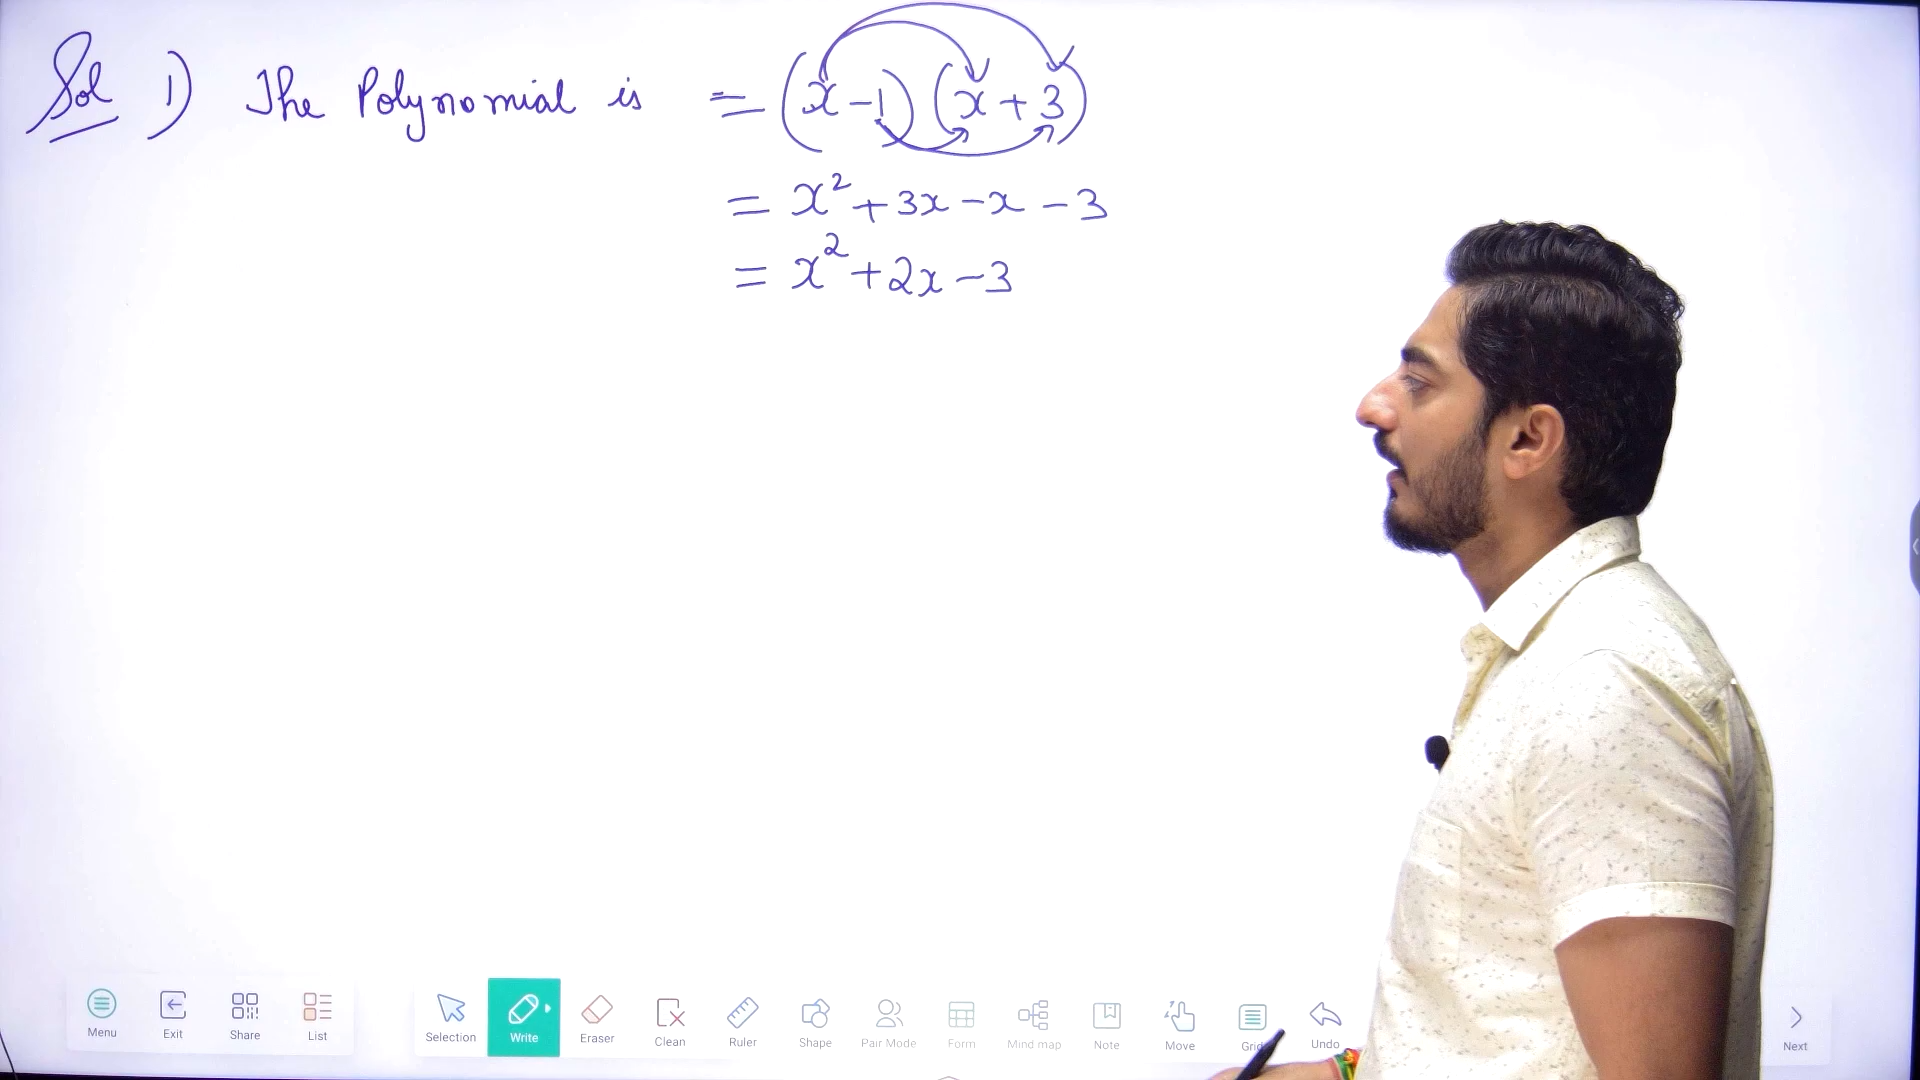 Sol 1) The Polynomial is = (x-1) (x+3)
= x² + 3x - x - 3
= x² + 2x - 3
Menu Exit Share List Selection Write Eraser Clean Ruler Shape Pair Mode Form Mind map Note Move Grid Undo Next